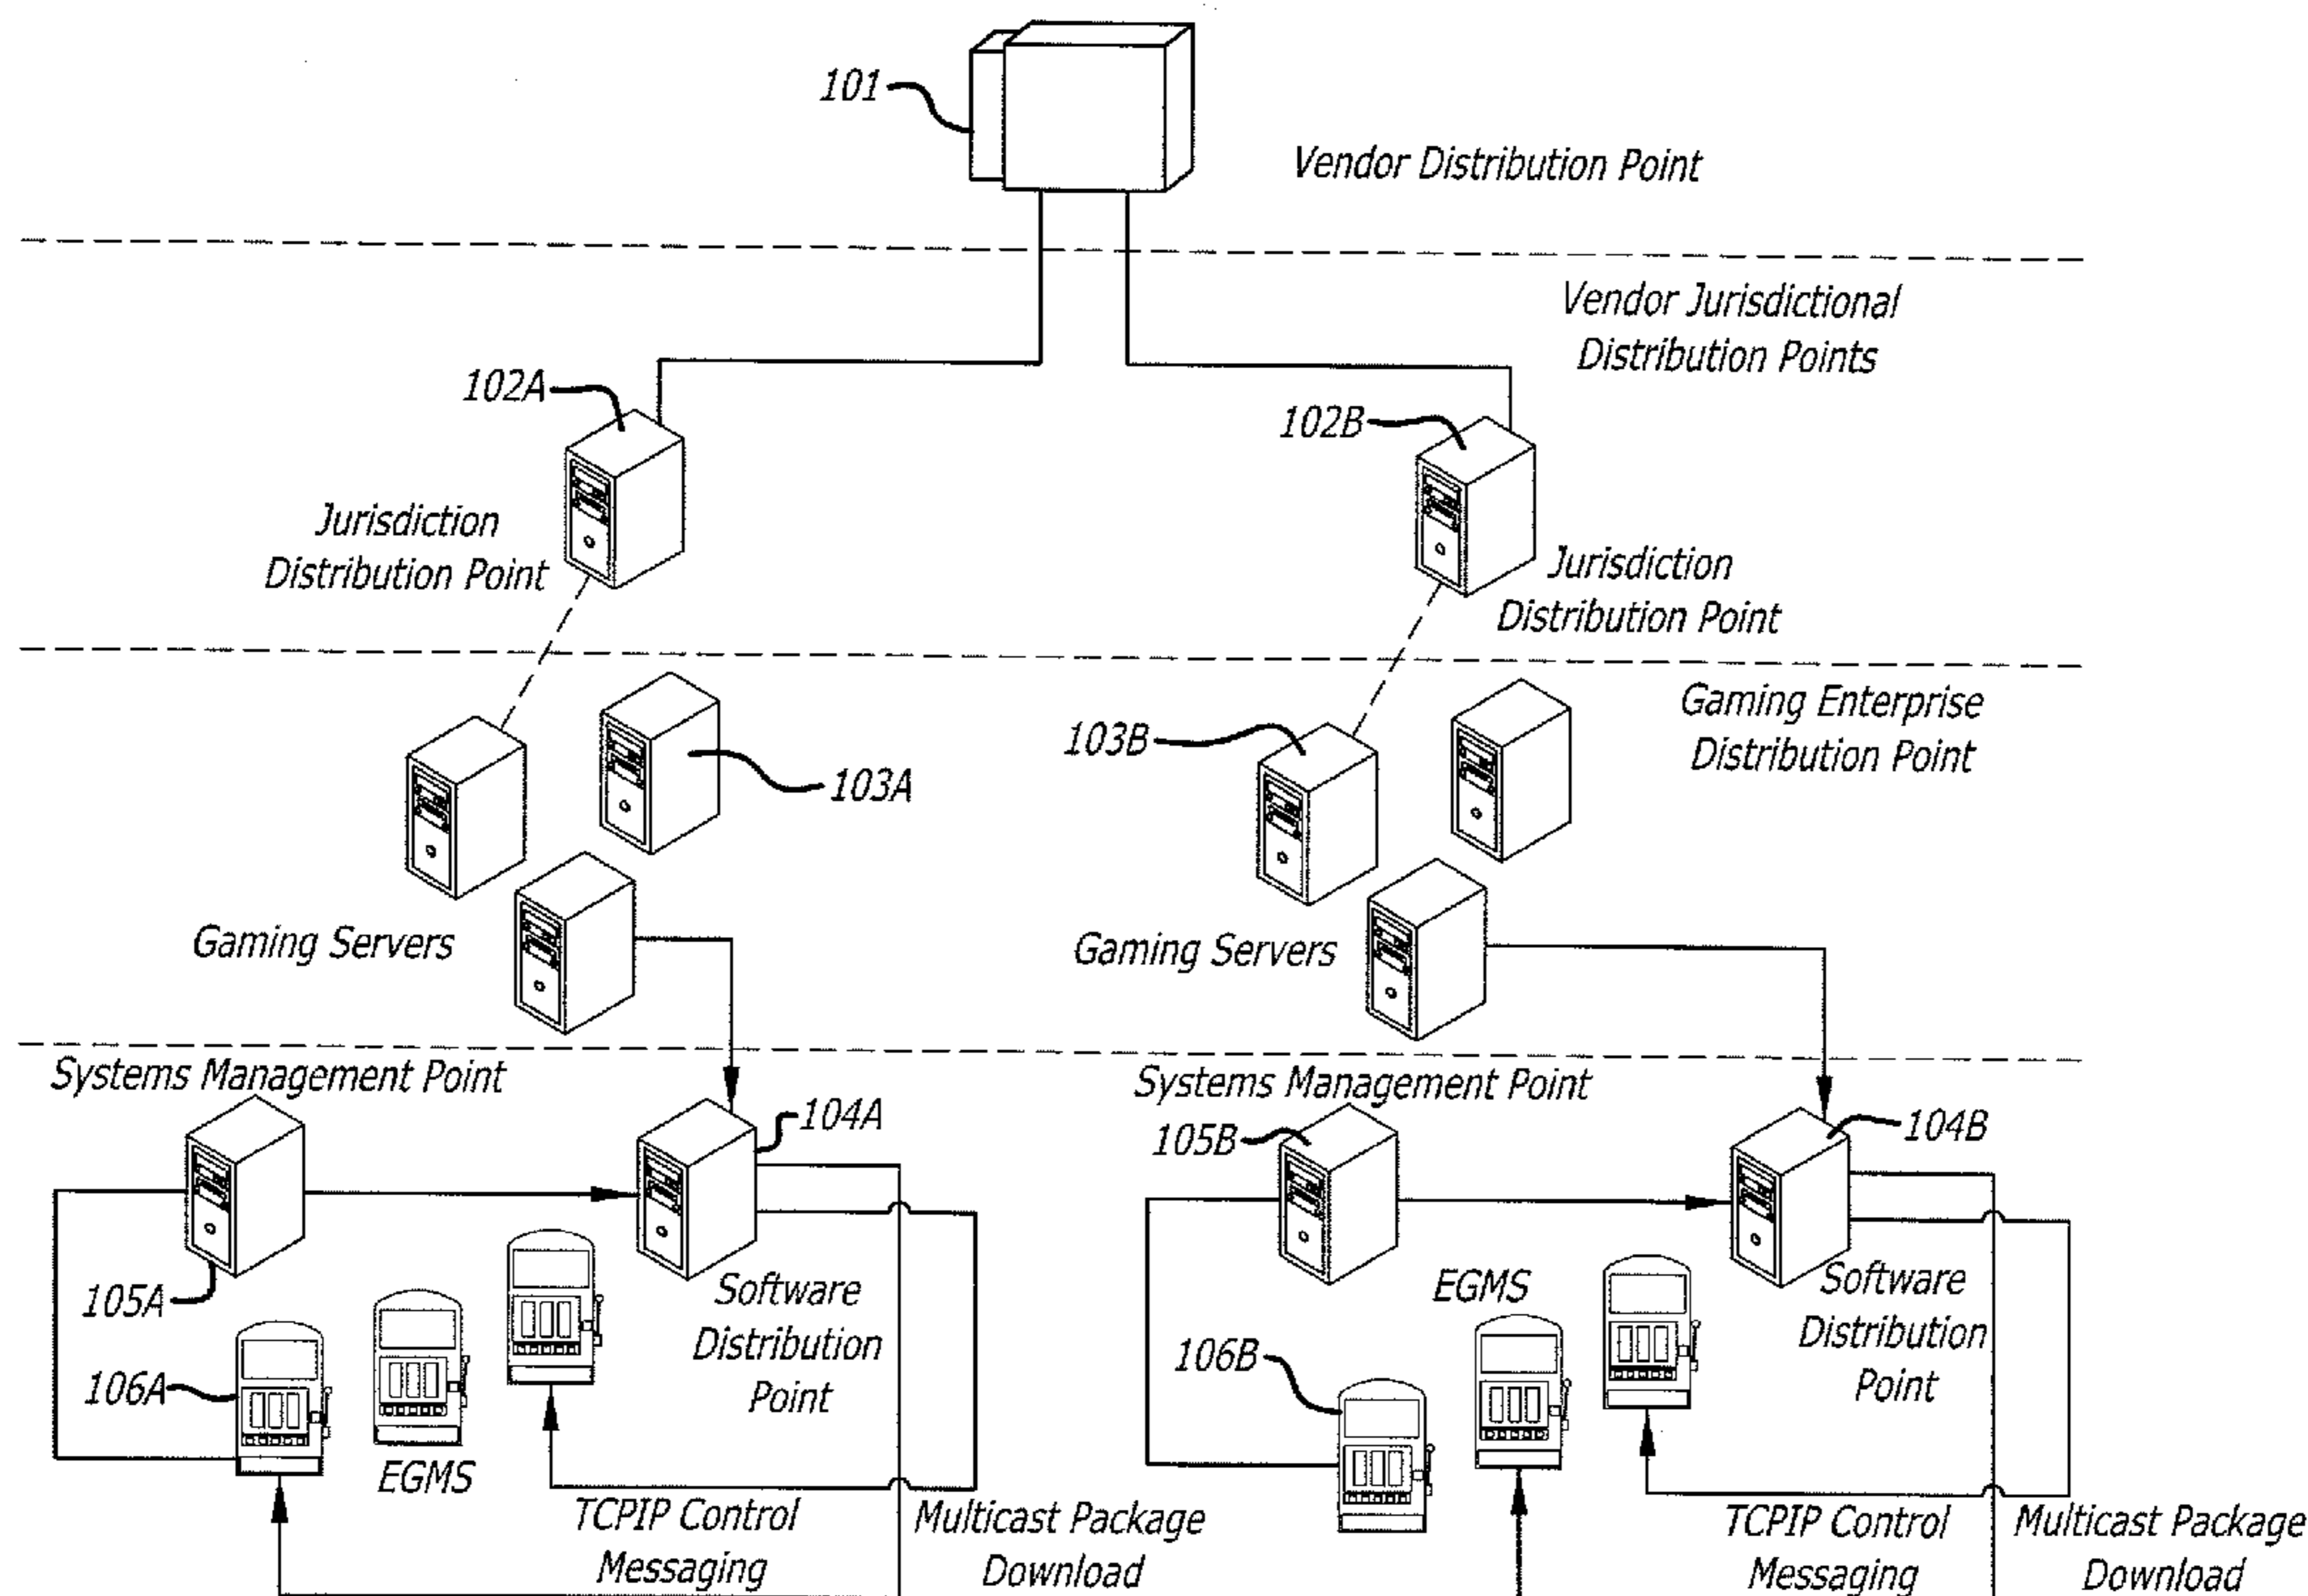 101
Vendor Distribution Point
Vendor Jurisdictional
Distribution Points
102A
102B
Jurisdiction
Distribution Point
Jurisdiction
Distribution Point
Gaming Enterprise
Distribution Point
103A
103B
Gaming Servers
Gaming Servers
Systems Management Point
Systems Management Point
104A
104B
105A
105B
EGMS
Software
Distribution
Point
Software
Distribution
Point
106A
106B
EGMS
TCPIP Control
Messaging
Multicast Package
Download
TCPIP Control
Messaging
Multicast Package
Download